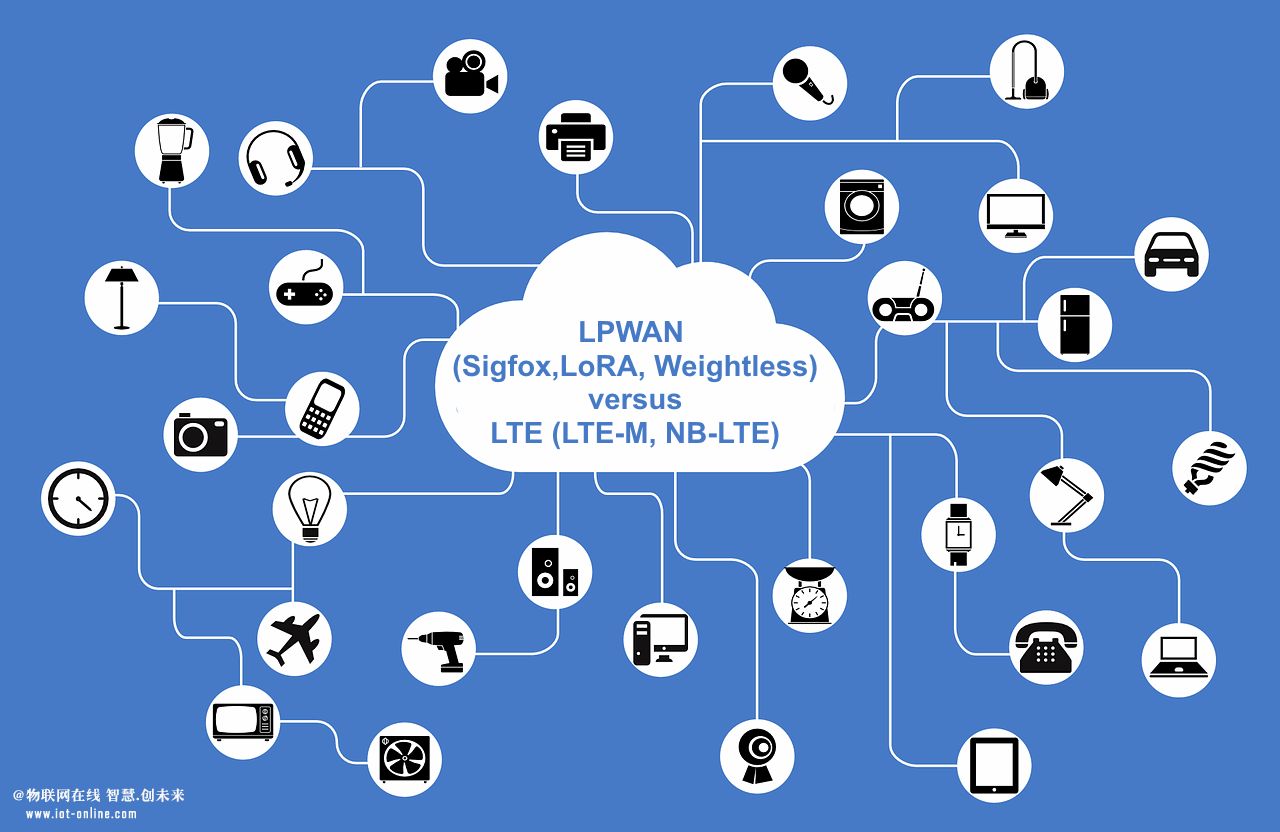 LPWAN
(Sigfox,LoRA, Weightless)
versus
LTE (LTE-M, NB-LTE)
@物联网在线 智慧.创未来
www.iot-online.com